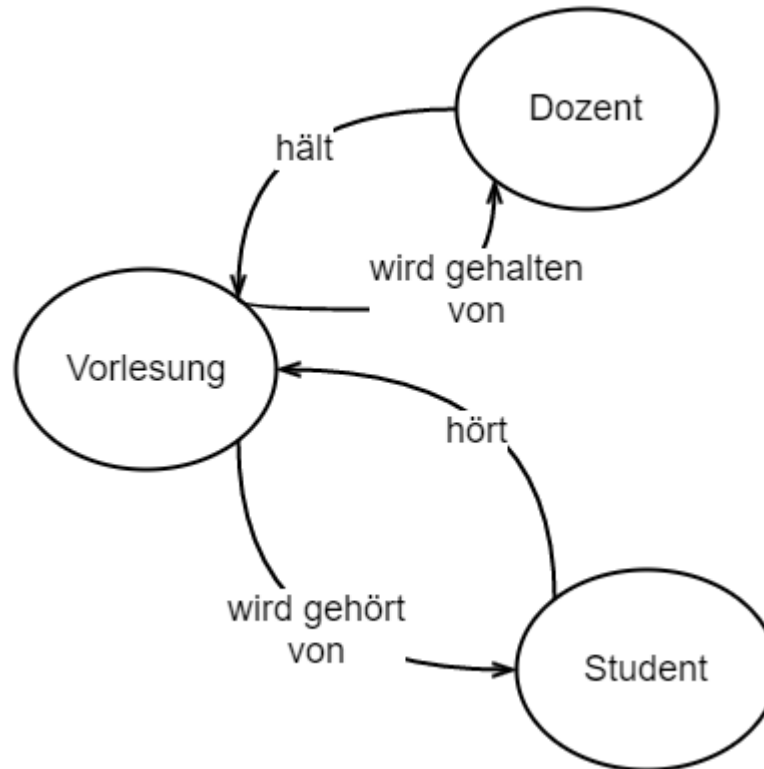 Dozent
hält
wird gehalten
von
Vorlesung
hört
wird gehört
von
Student